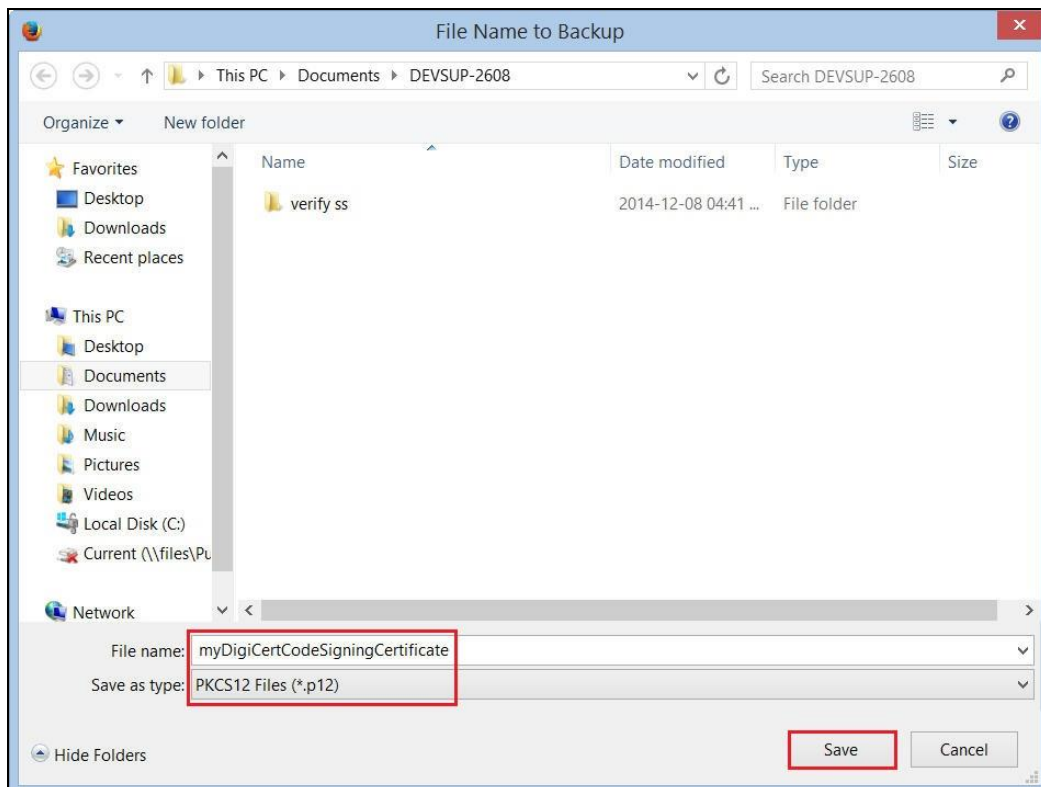 File Name to Backup
This PC Documents DEVSUP-2608 Search DEVSUP-2608
Organize New folder
Name Date modified Type Size
verify ss 2014-12-08 04:41 ... File folder
Favorites
Desktop
Downloads
Recent places
This PC
Desktop
Documents
Downloads
Music
Pictures
Videos
Local Disk (C:)
Current (\\files\Pu
Network
File name: myDigiCertCodeSigningCertificate
Save as type: PKCS12 Files (*.p12)
Hide Folders Save Cancel